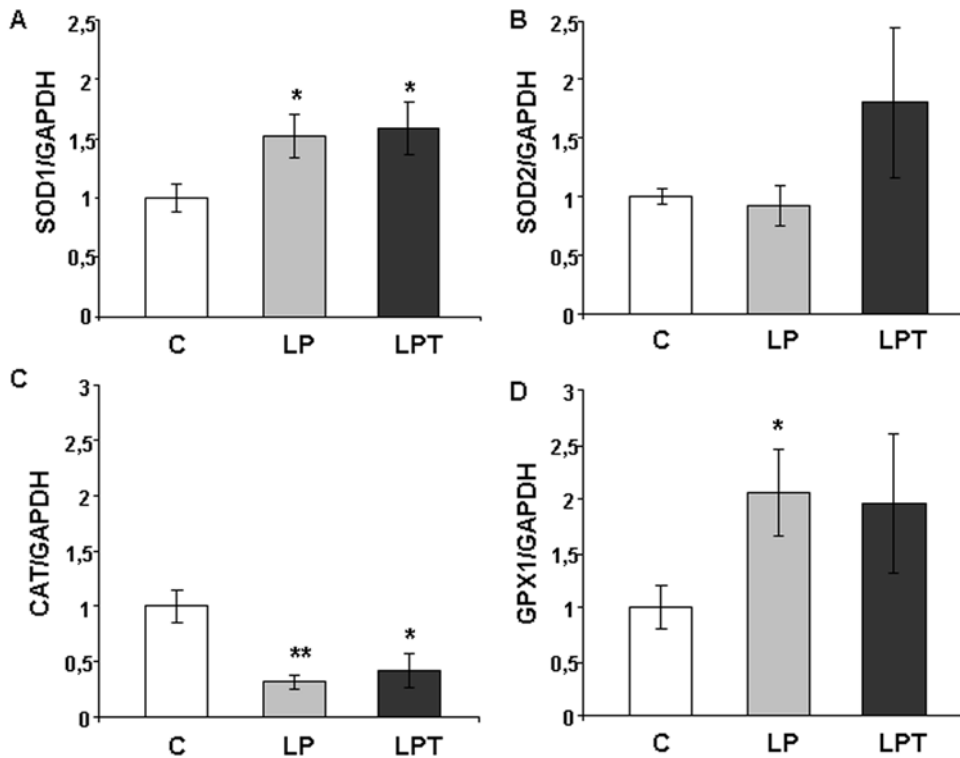 A
SOD1/GAPDH
2,5
2
1,5
1
0,5
0
*
*
C LP LPT
B
SOD2/GAPDH
2,5
2
1,5
1
0,5
0
C LP LPT
C
CAT/GAPDH
3
2,5
2
1,5
1
0,5
0
**
*
C LP LPT
D
GPX1/GAPDH
3
2,5
2
1,5
1
0,5
0
*
C LP LPT